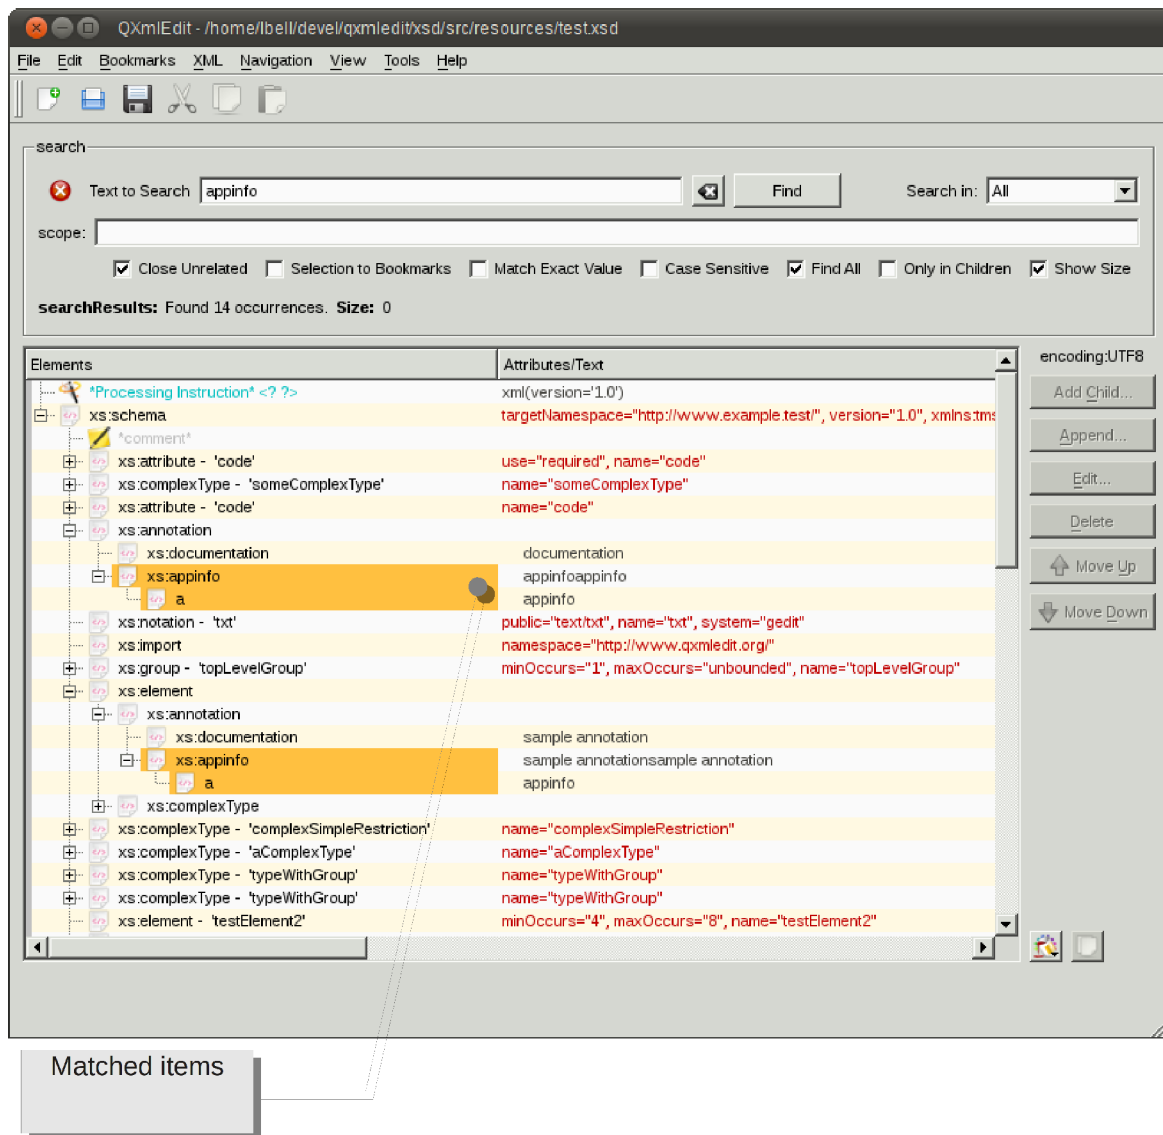 QXmlEdit - /home/lbell/devel/qxmledit/xsd/src/resources/test.xsd
File Edit Bookmarks XML Navigation View Tools Help
search
Text to Search appinfo Find Search in: All
scope:
Close Unrelated Selection to Bookmarks Match Exact Value Case Sensitive Find All Only in Children Show Size
searchResults: Found 14 occurrences. Size: 0
Elements Attributes/Text encoding:UTF8
*Processing Instruction* <? ?> xml(version='1.0')
Add Child...
xs:schema targetNamespace="http://www.example.test/", version="1.0", xmlns:tms
*comment*
Append...
xs:attribute - 'code' use="required", name="code"
xs:complexType - 'someComplexType' name="someComplexType"
Edit...
xs:attribute - 'code' name="code"
Delete
xs:annotation
xs:documentation documentation
Move Up
xs:appinfo appinfoappinfo
a appinfo
Move Down
xs:notation - 'txt' public="text/txt", name="txt", system="gedit"
xs:import namespace="http://www.qxmledit.org/"
xs:group - 'topLevelGroup' minOccurs="1", maxOccurs="unbounded", name="topLevelGroup"
xs:element
xs:annotation
xs:documentation sample annotation
xs:appinfo sample annotationsample annotation
a appinfo
xs:complexType
xs:complexType - 'complexSimpleRestriction' name="complexSimpleRestriction"
xs:complexType - 'aComplexType' name="aComplexType"
xs:complexType - 'typeWithGroup' name="typeWithGroup"
xs:complexType - 'typeWithGroup' name="typeWithGroup"
xs:element - 'testElement2' minOccurs="4", maxOccurs="8", name="testElement2"
Matched items